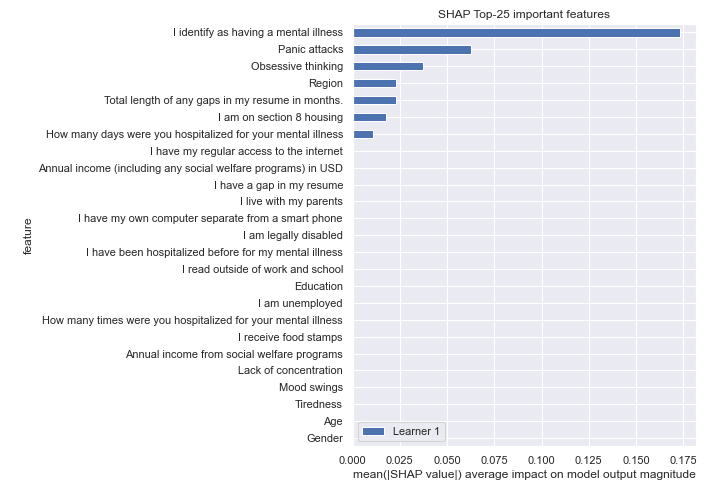 SHAP Top-25 important features
I identify as having a mental illness
Panic attacks
Obsessive thinking
Region
Total length of any gaps in my resume in months.
I am on section 8 housing
How many days were you hospitalized for your mental illness
I have my regular access to the internet
Annual income (including any social welfare programs) in USD
I have a gap in my resume
I live with my parents
I have my own computer separate from a smart phone
I am legally disabled
I have been hospitalized before for my mental illness
I read outside of work and school
Education
I am unemployed
How many times were you hospitalized for your mental illness
I receive food stamps
Annual income from social welfare programs
Lack of concentration
Mood swings
Tiredness
Age
Gender
feature
Learner 1
0.000 0.025 0.050 0.075 0.100 0.125 0.150 0.175
mean(|SHAP value|) average impact on model output magnitude